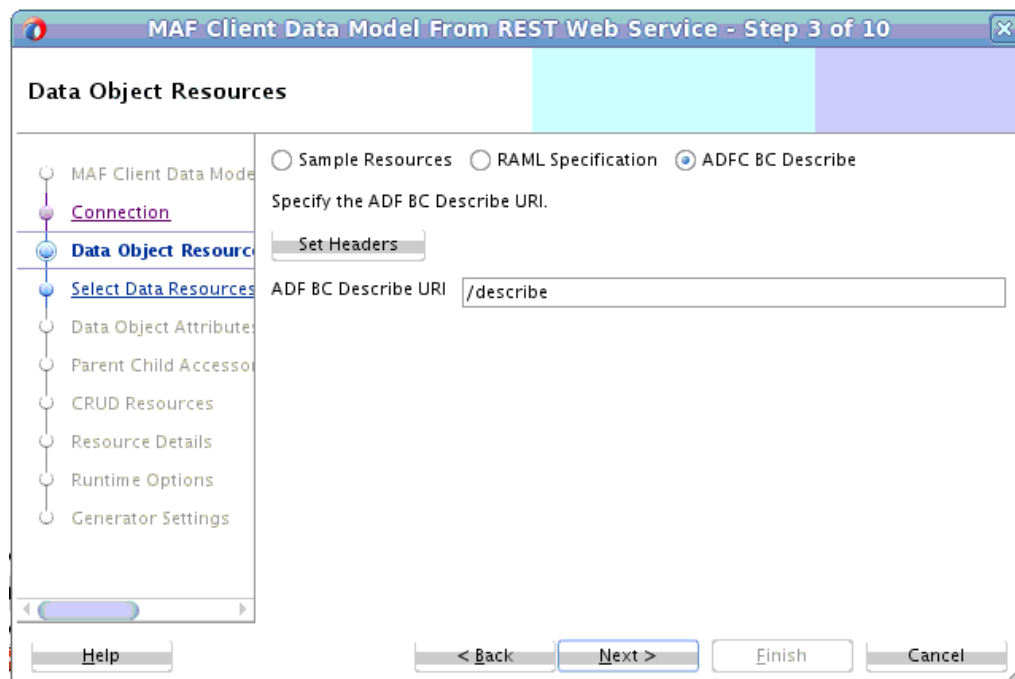 MAF Client Data Model From REST Web Service - Step 3 of 10
Data Object Resources
MAF Client Data Mode
Connection
Data Object Resourc
Select Data Resources
Data Object Attribute
Parent Child Accesso
CRUD Resources
Resource Details
Runtime Options
Generator Settings
Sample Resources RAML Specification ADFC BC Describe
Specify the ADF BC Describe URI.
Set Headers
ADF BC Describe URI /describe
Help < Back Next > Finish Cancel